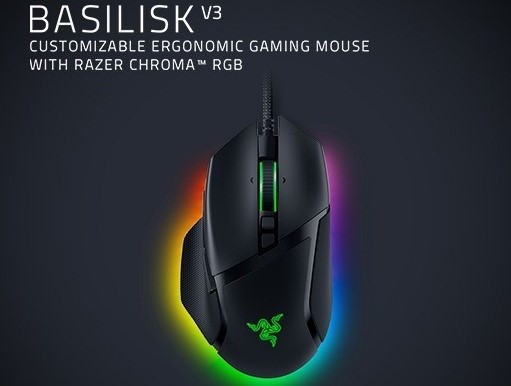 BASILISK V3
CUSTOMIZABLE ERGONOMIC GAMING MOUSE
WITH RAZER CHROMA™ RGB